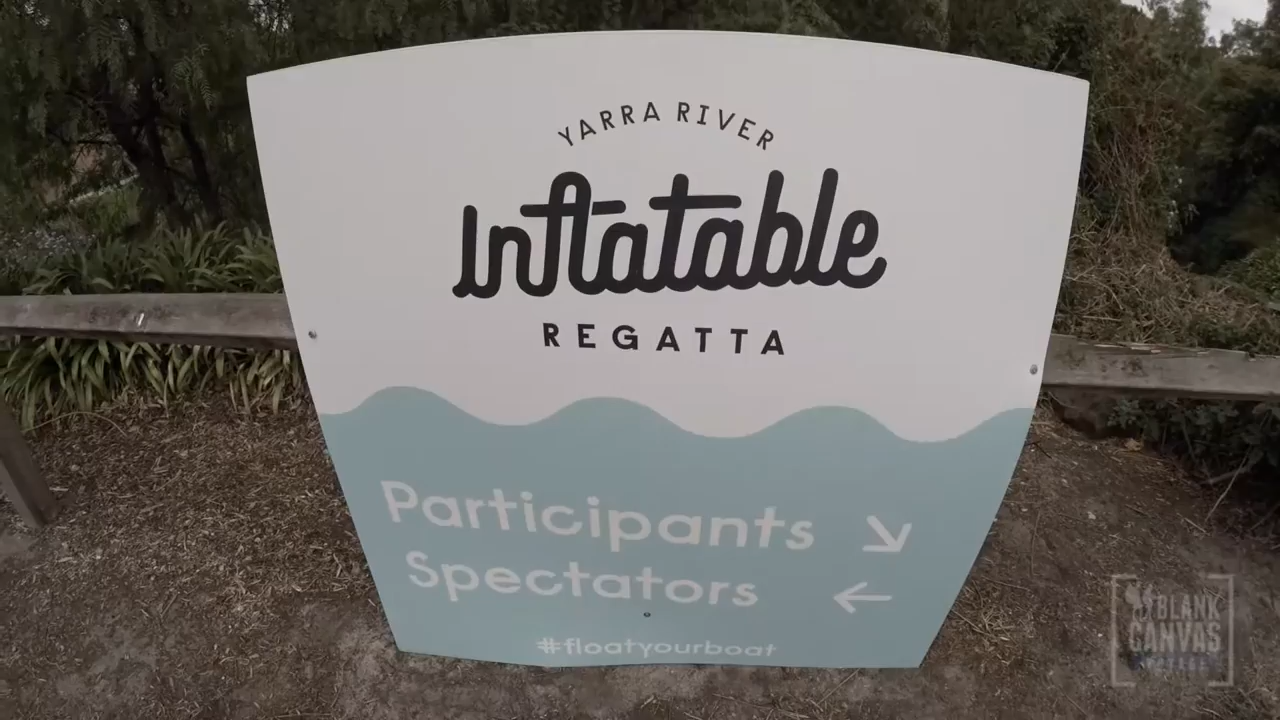 YARRA RIVER
Inflatable
REGATTA
Participants ↘
Spectators ←
#floatyourboat
BLANK
CANVAS